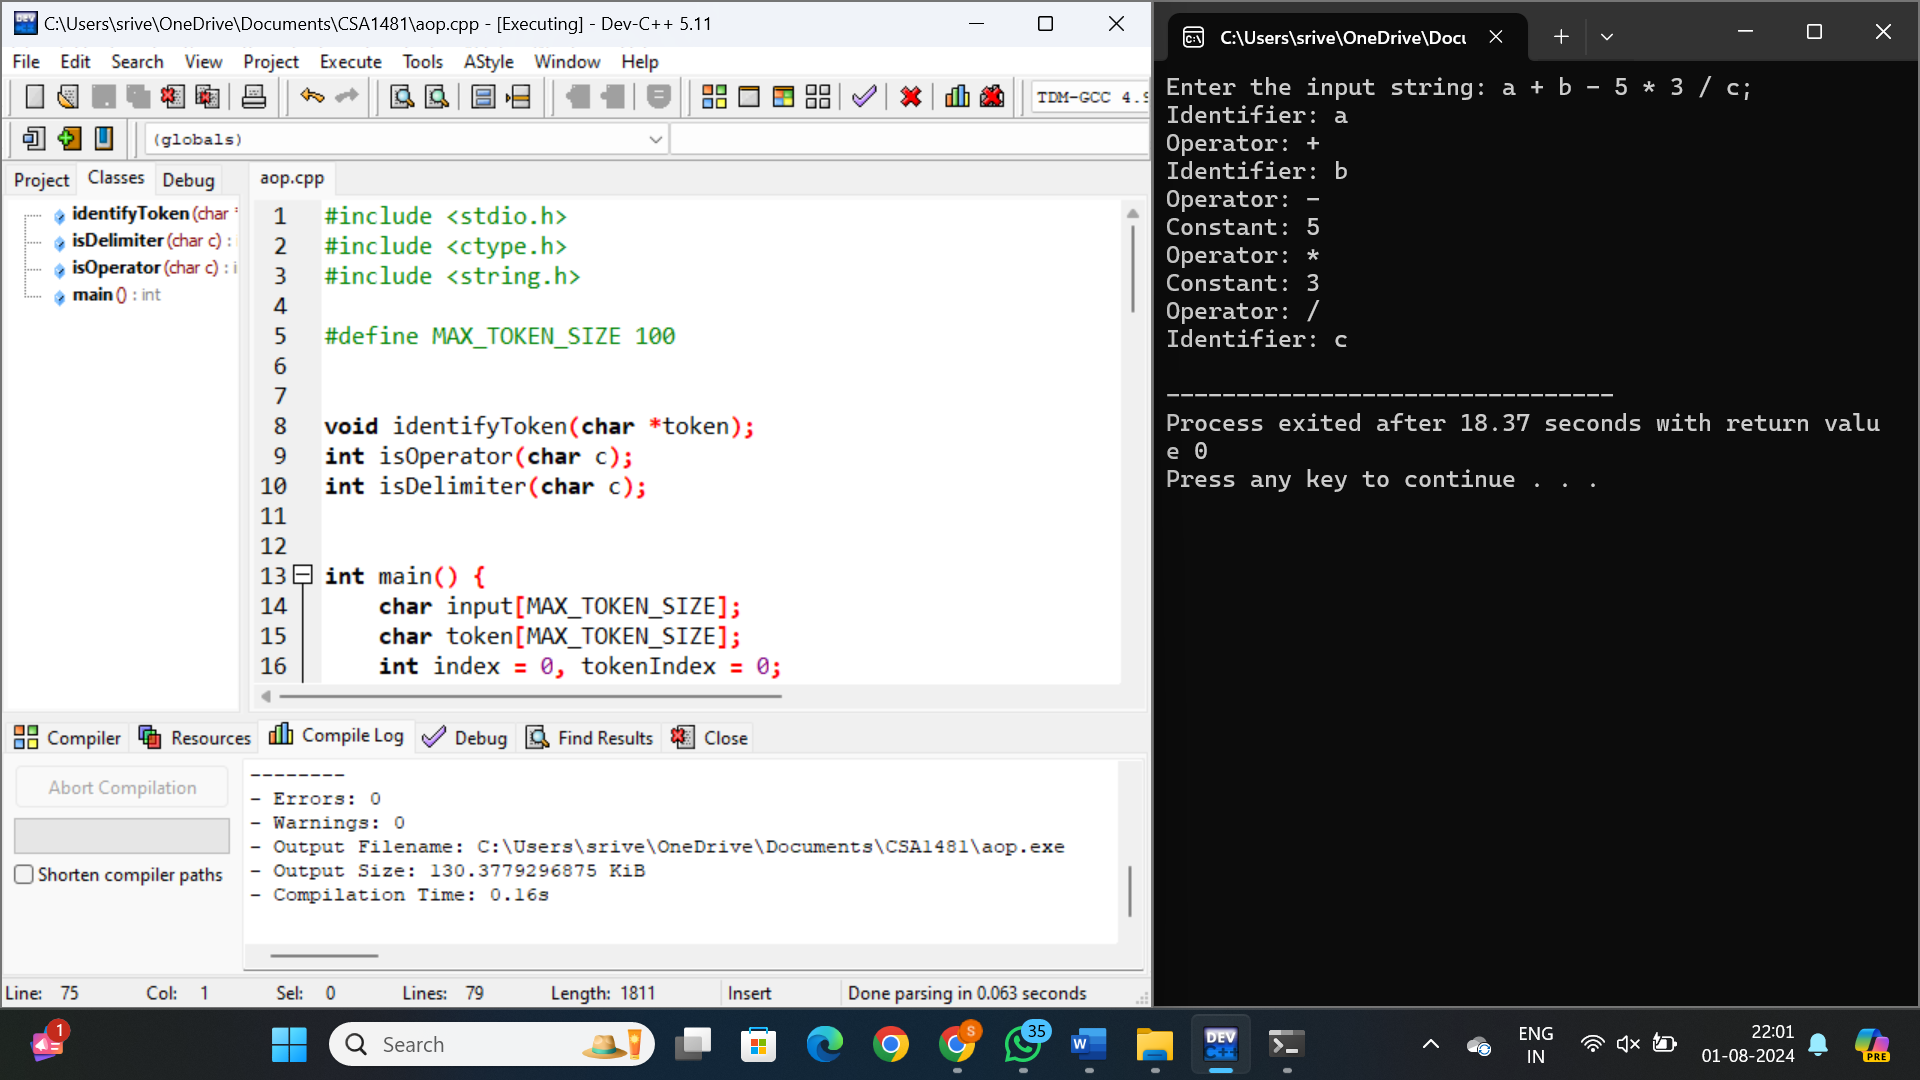 C:\Users\srive\OneDrive\Documents\CSA1481\aop.cpp - [Executing] - Dev-C++ 5.11
File Edit Search View Project Execute Tools AStyle Window Help
TDM-GCC 4.9
(globals)
Project Classes Debug
identifyToken (char *
isDelimiter (char c) :
isOperator (char c) : i
main () : int
aop.cpp
1 #include <stdio.h>
2 #include <ctype.h>
3 #include <string.h>
4
5 #define MAX_TOKEN_SIZE 100
6
7
8 void identifyToken(char *token);
9 int isOperator(char c);
10 int isDelimiter(char c);
11
12
13 int main() {
14 char input[MAX_TOKEN_SIZE];
15 char token[MAX_TOKEN_SIZE];
16 int index = 0, tokenIndex = 0;
Compiler Resources Compile Log Debug Find Results Close
Abort Compilation
Shorten compiler paths
--------
- Errors: 0
- Warnings: 0
- Output Filename: C:\Users\srive\OneDrive\Documents\CSA1481\aop.exe
- Output Size: 130.3779296875 KiB
- Compilation Time: 0.16s
Line: 75 Col: 1 Sel: 0 Lines: 79 Length: 1811 Insert Done parsing in 0.063 seconds
C:\Users\srive\OneDrive\Docu
Enter the input string: a + b - 5 * 3 / c;
Identifier: a
Operator: +
Identifier: b
Operator: -
Constant: 5
Operator: *
Constant: 3
Operator: /
Identifier: c
--------------------------------
Process exited after 18.37 seconds with return valu
e 0
Press any key to continue . . .
1
Search
S
35
W
DEV
C++
ENG
IN
22:01
01-08-2024
PRE